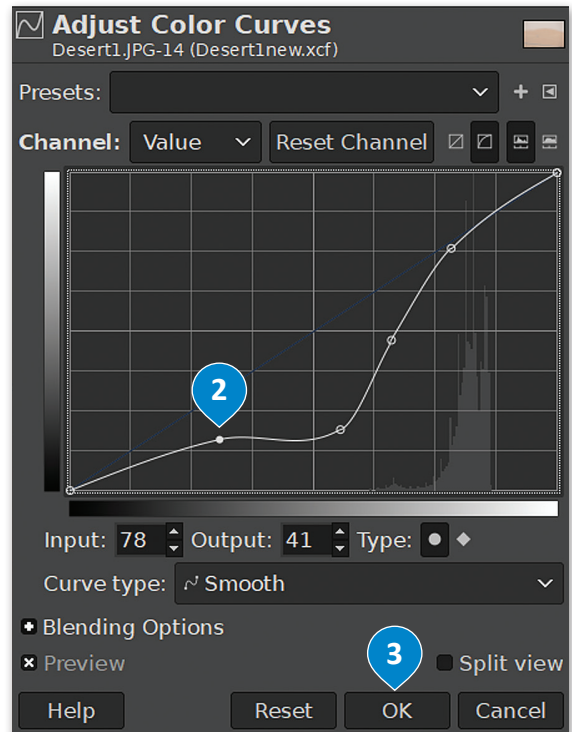 Adjust Color Curves
Desert1.JPG-14 (Desert1new.xcf)
Presets:
Channel: Value Reset Channel
2
Input: 78 Output: 41 Type:
Curve type: Smooth
Blending Options
Preview
3
Split view
Help Reset OK Cancel